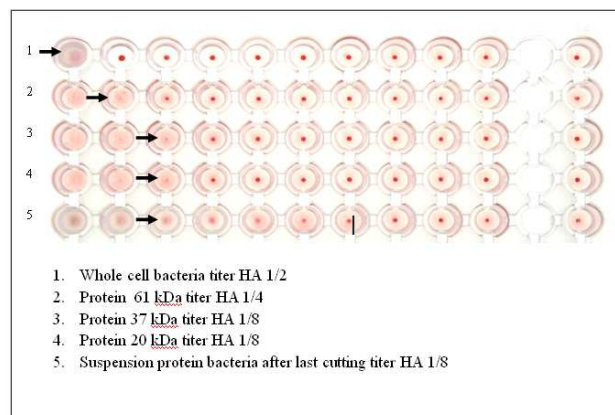 1
2
3
4
5
1. Whole cell bacteria titer HA 1/2
2. Protein 61 kDa titer HA 1/4
3. Protein 37 kDa titer HA 1/8
4. Protein 20 kDa titer HA 1/8
5. Suspension protein bacteria after last cutting titer HA 1/8